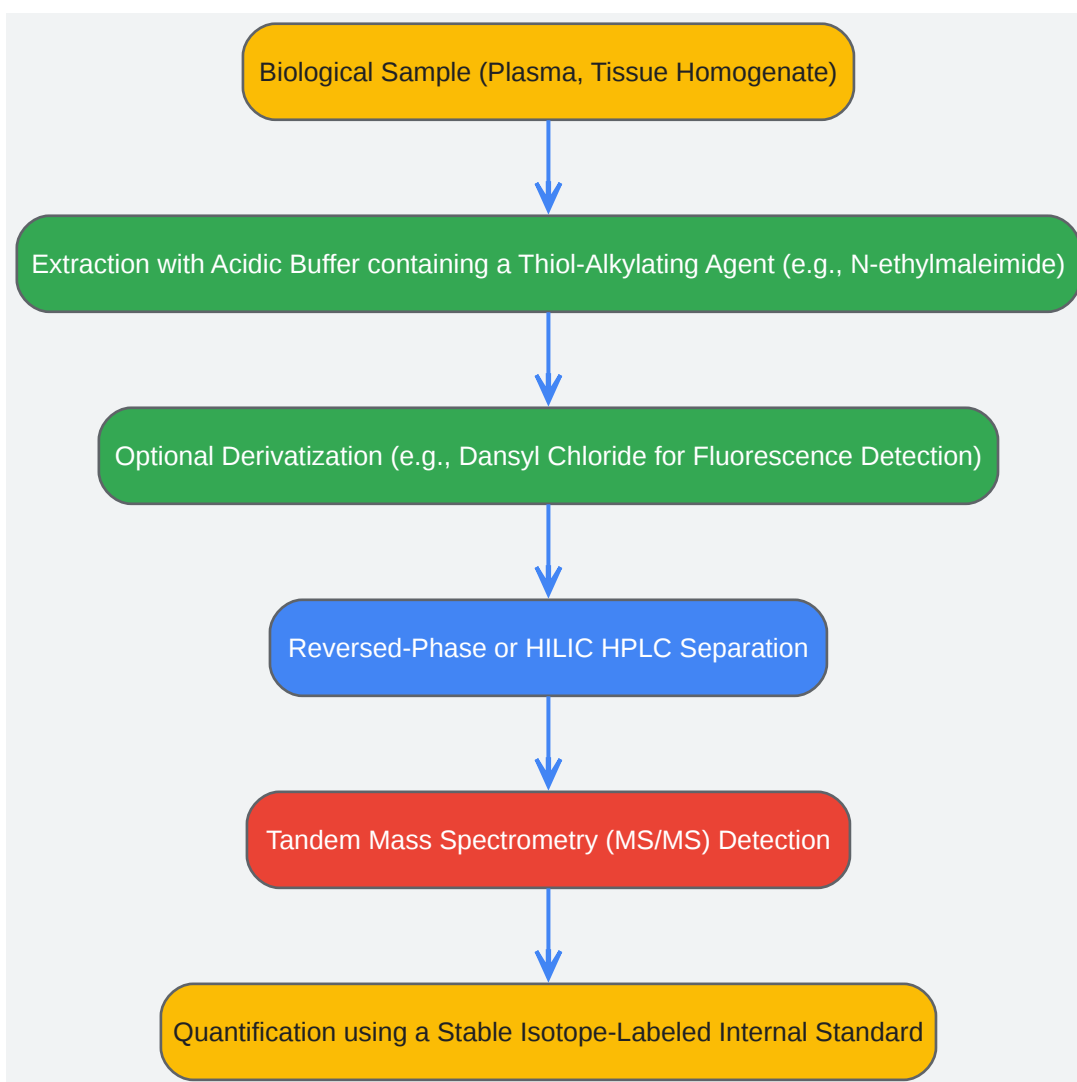 Biological Sample (Plasma, Tissue Homogenate)
Extraction with Acidic Buffer containing a Thiol-Alkylating Agent (e.g., N-ethylmaleimide)
Optional Derivatization (e.g., Dansyl Chloride for Fluorescence Detection)
Reversed-Phase or HILIC HPLC Separation
Tandem Mass Spectrometry (MS/MS) Detection
Quantification using a Stable Isotope-Labeled Internal Standard